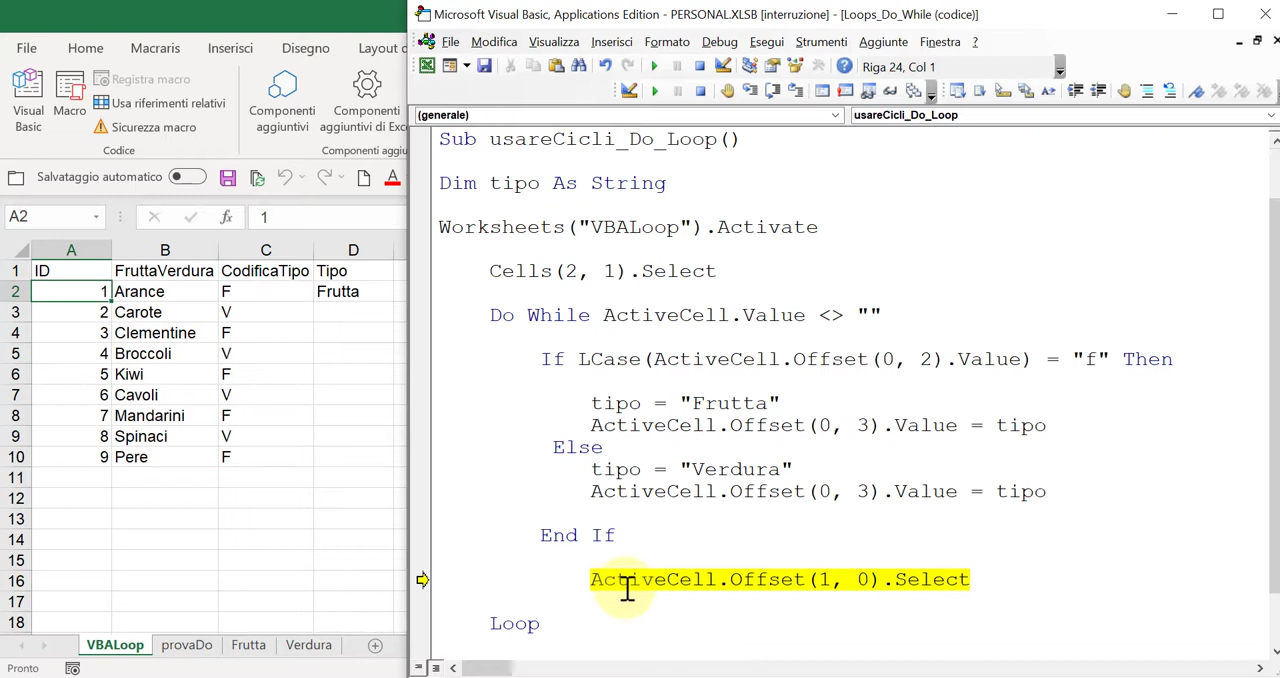 Microsoft Visual Basic, Applications Edition - PERSONAL.XLSB [interruzione] - [Loops_Do_While (codice)]
File Home Macraris Inserisci Disegno Layout d
File Modifica Visualizza Inserisci Formato Debug Esegui Strumenti Aggiunte Finestra ?
Riga 24, Col 1
Visual Basic
Macro
Registra macro
Usa riferimenti relativi
Sicurezza macro
Codice
Componenti aggiuntivi
Componenti aggiuntivi di Exce
Componenti aggiu
Salvataggio automatico
A2
1
(generale)
usareCicli_Do_Loop
A B C D
1 ID FruttaVerdura CodificaTipo Tipo
2 1 Arance F Frutta
3 2 Carote V
4 3 Clementine F
5 4 Broccoli V
6 5 Kiwi F
7 6 Cavoli V
8 7 Mandarini F
9 8 Spinaci V
10 9 Pere F
11
12
13
14
15
16
17
18
VBALoop provaDo Frutta Verdura
Pronto
Sub usareCicli_Do_Loop()
Dim tipo As String
Worksheets("VBALoop").Activate
Cells(2, 1).Select
Do While ActiveCell.Value <> ""
If LCase(ActiveCell.Offset(0, 2).Value) = "f" Then
tipo = "Frutta"
ActiveCell.Offset(0, 3).Value = tipo
Else
tipo = "Verdura"
ActiveCell.Offset(0, 3).Value = tipo
End If
ActiveCell.Offset(1, 0).Select
Loop